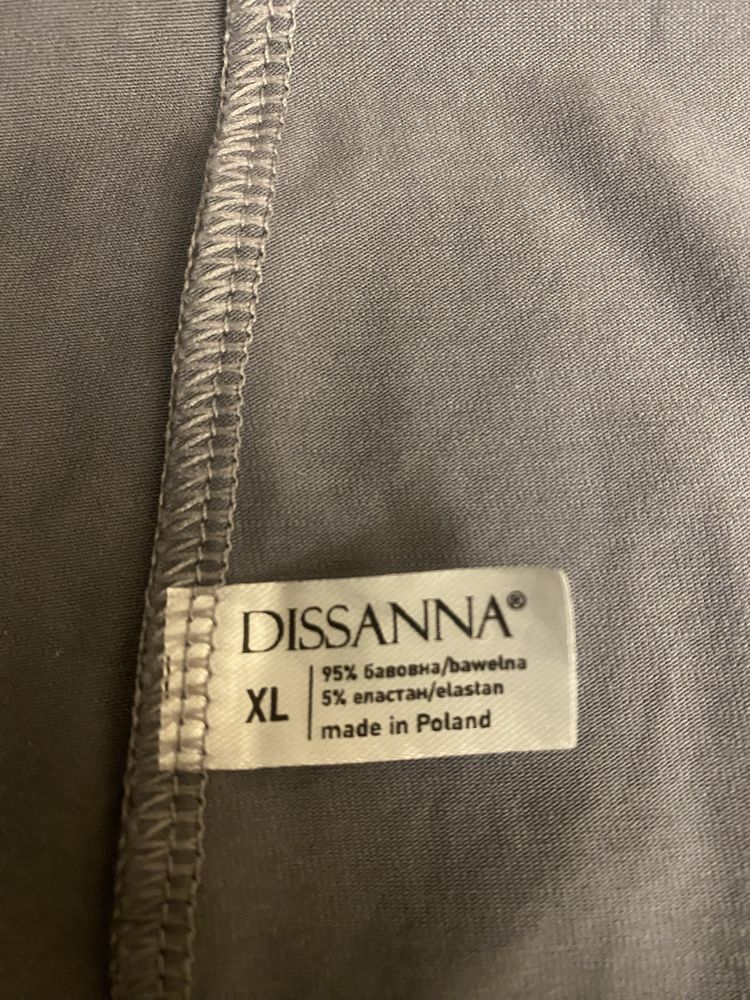 DISSANNA®
XL
95% бавовна/bawełna
5% еластан/elastan
made in Poland